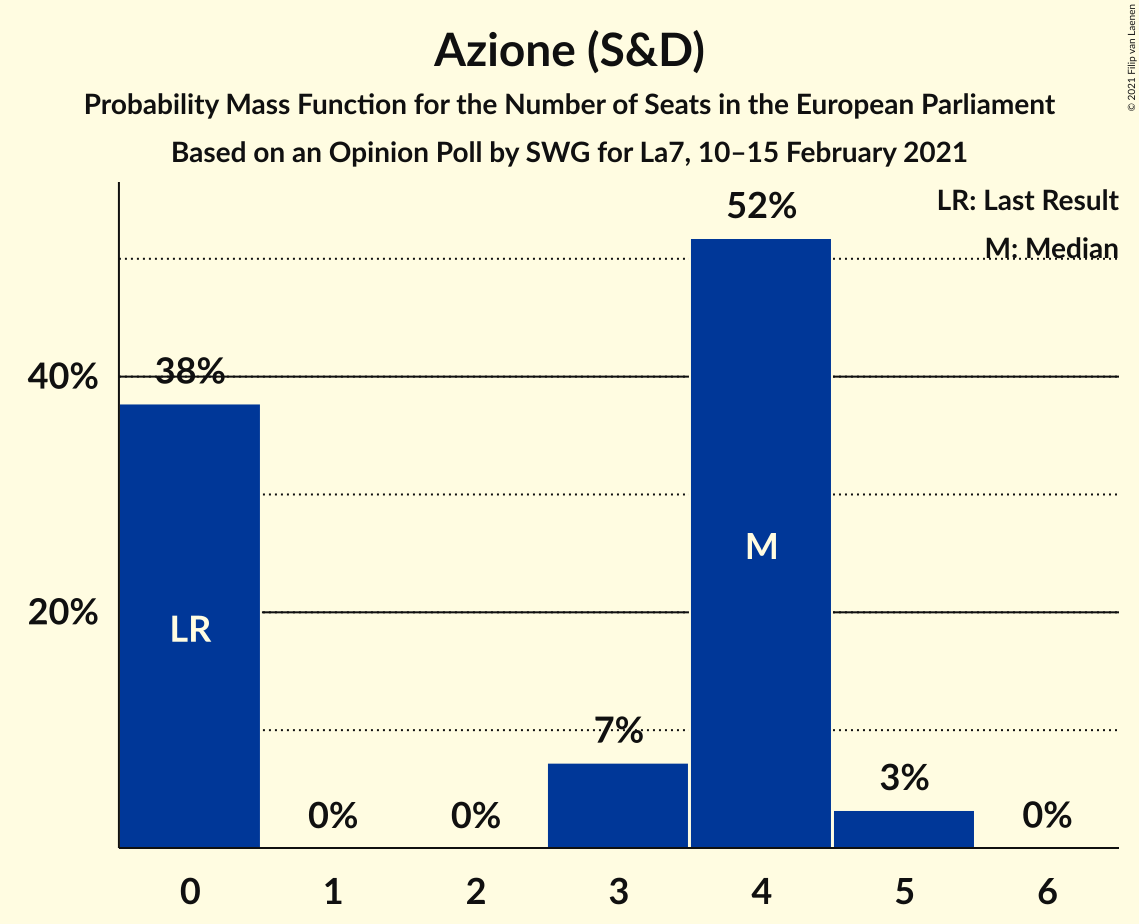 Azione (S&D)
Probability Mass Function for the Number of Seats in the European Parliament
Based on an Opinion Poll by SWG for La7, 10–15 February 2021
© 2021 Filip van Laenen
LR: Last Result
M: Median
52%
38%
40%
M
20%
LR
7%
3%
0%
0%
0%
0
1
2
3
4
5
6